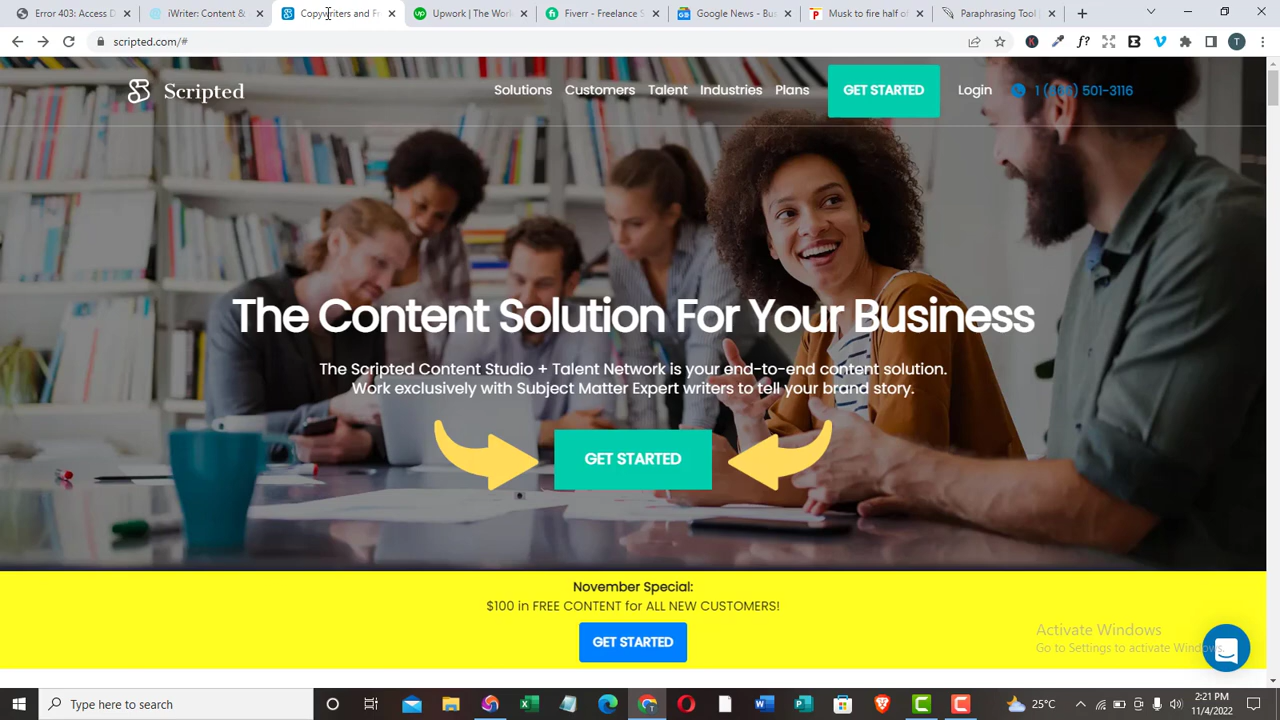 Error 403: Access D
iWriter: Content &
Copywriters and Fr
Upwork | The Work
Fiverr - Freelance S
Google News - Bus
Musk to fire half of
Paraphrasing Tool |
scripted.com/#
T
Scripted
Solutions
Customers
Talent
Industries
Plans
GET STARTED
Login
1 (866) 501-3116
The Content Solution For Your Business
The Scripted Content Studio + Talent Network is your end-to-end content solution.
Work exclusively with Subject Matter Expert writers to tell your brand story.
GET STARTED
November Special:
$100 in FREE CONTENT for ALL NEW CUSTOMERS!
GET STARTED
Activate Windows
Go to Settings to activate Windows.
Type here to search
25°C
2:21 PM
11/4/2022